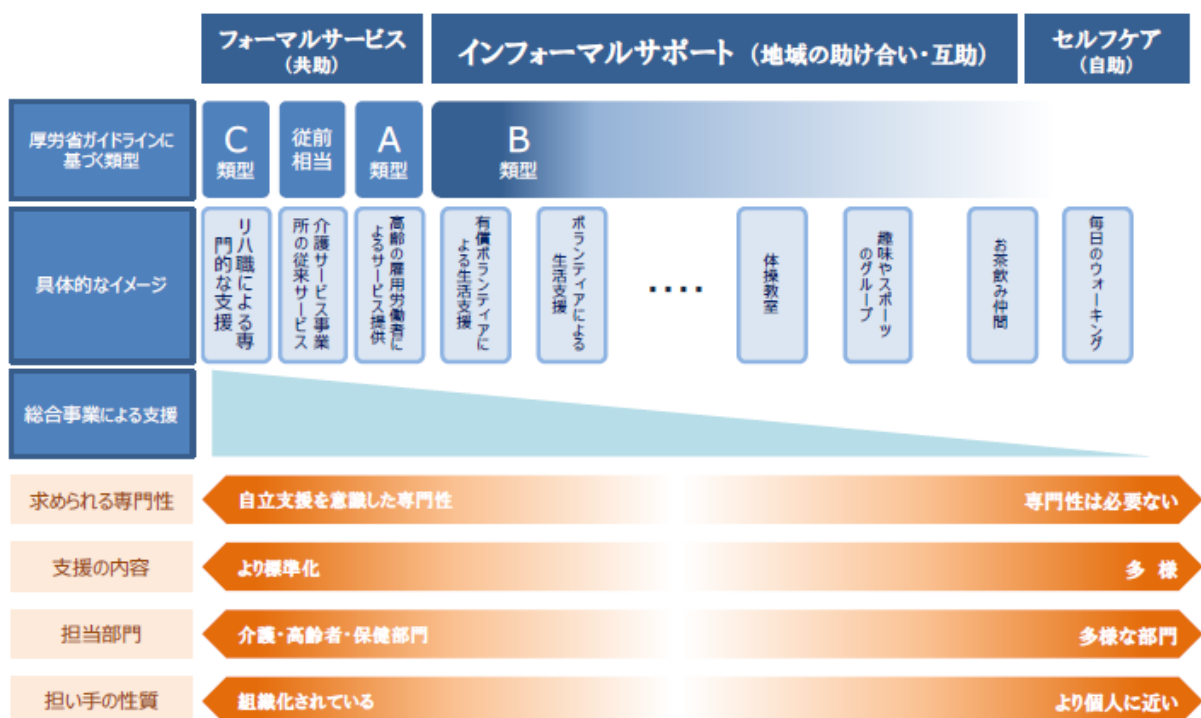 フォーマルサービス
(共助)
インフォーマルサポート (地域の助け合い・互助)
セルフケア
(自助)
厚労省ガイドラインに
基づく類型
C
類型
従前
相当
A
類型
B
類型
具体的なイメージ
リハ職による専
門的な支援
介護サービス事業
所の従来サービス
高齢の雇用労働者に
よるサービス提供
有償ボランティアに
よる生活支援
ボランティアによる
生活支援
・・・・
体操教室
趣味やスポーツ
のグループ
お茶飲み仲間
毎日のウォーキング
総合事業による支援
求められる専門性
自立支援を意識した専門性
専門性は必要ない
支援の内容
より標準化
多 様
担当部門
介護・高齢者・保健部門
多様な部門
担い手の性質
組織化されている
より個人に近い